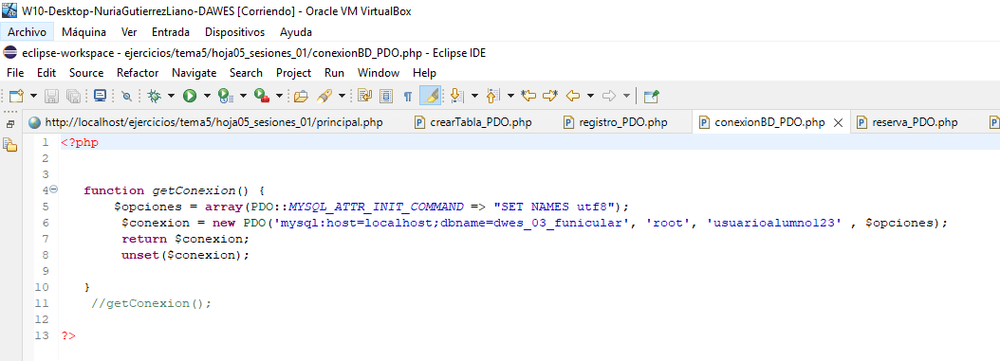 W10-Desktop-NuriaGutierrezLiano-DAWES [Corriendo] - Oracle VM VirtualBox
Archivo Máquina Ver Entrada Dispositivos Ayuda
eclipse-workspace - ejercicios/tema5/hoja05_sesiones_01/conexionBD_PDO.php - Eclipse IDE
File Edit Source Refactor Navigate Search Project Run Window Help
http://localhost/ejercicios/tema5/hoja05_sesiones_01/principal.php crearTabla_PDO.php registro_PDO.php conexionBD_PDO.php reserva_PDO.php
1 <?php
2
3
4 function getConexion() {
5 $opciones = array(PDO::MYSQL_ATTR_INIT_COMMAND => "SET NAMES utf8");
6 $conexion = new PDO('mysql:host=localhost;dbname=dwes_03_funicular', 'root', 'usuarioalumno123' , $opciones);
7 return $conexion;
8 unset($conexion);
9
10 }
11 //getConexion();
12
13 ?>